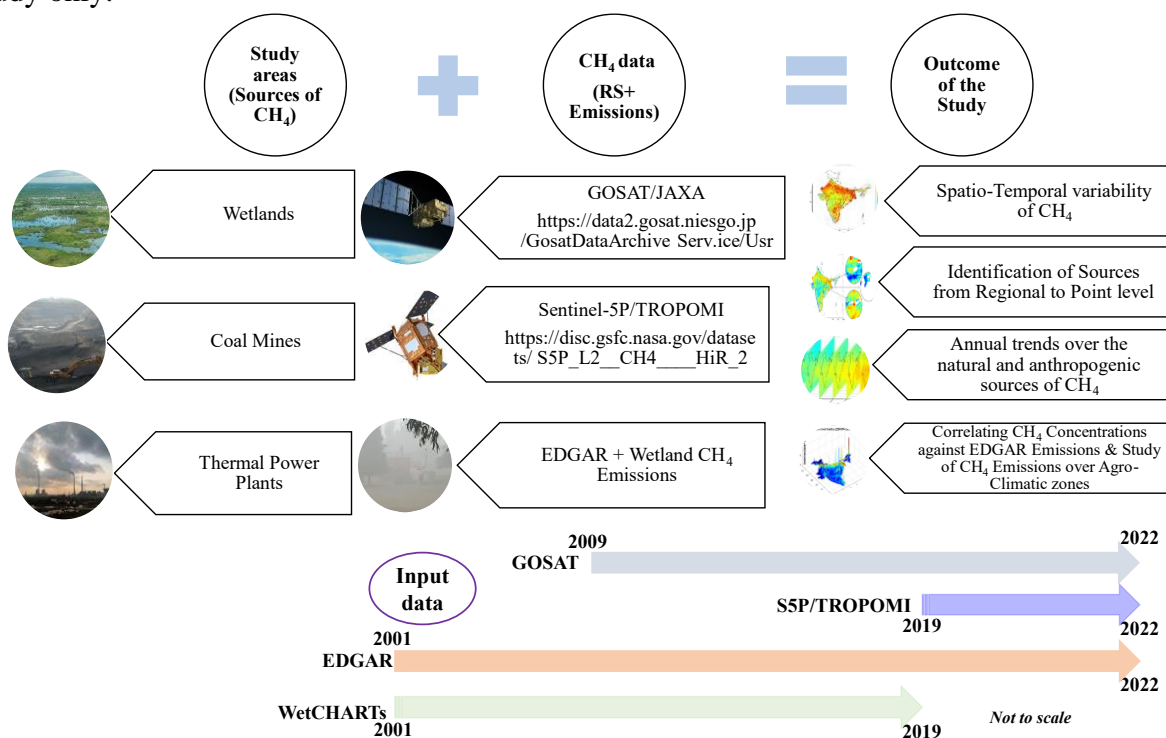 Study
areas
(Sources of
CH₄)
CH₄ data
(RS+
Emissions)
Outcome
of the
Study
Wetlands
GOSAT/JAXA
https://data2.gosat.niesgo.jp
/GosatDataArchive Serv.ice/Usr
Spatio-Temporal variability
of CH₄
Coal Mines
Sentinel-5P/TROPOMI
https://disc.gsfc.nasa.gov/datase
ts/ S5P_L2__CH4____HiR_2
Identification of Sources
from Regional to Point level
Annual trends over the
natural and anthropogenic
sources of CH₄
Thermal Power
Plants
EDGAR + Wetland CH₄
Emissions
Correlating CH₄ Concentrations
against EDGAR Emissions & Study
of CH₄ Emissions over Agro-
Climatic zones
Input
data
2009
GOSAT
2022
S5P/TROPOMI
2019
2022
2001
EDGAR
2022
WetCHARTs
2001
2019
Not to scale